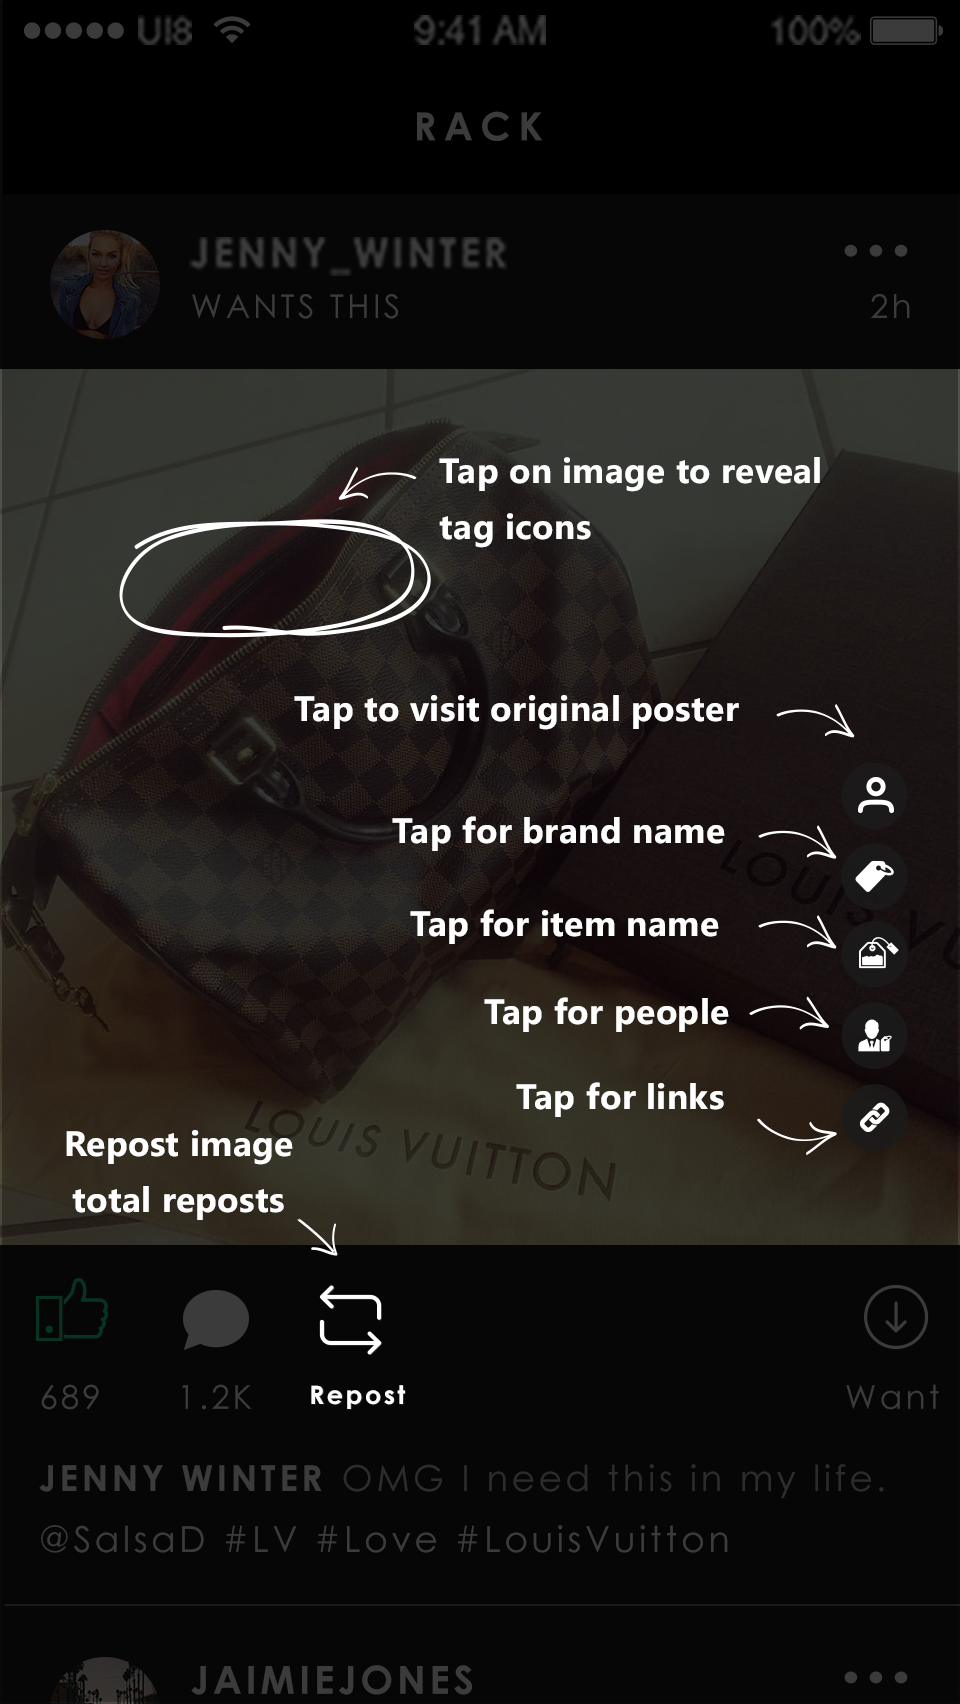 UI8 9:41 AM 100%
RACK
JENNY_WINTER
WANTS THIS 2h
Tap on image to reveal
tag icons
Tap to visit original poster
Tap for brand name
LOUIS VU
Tap for item name
Tap for people
Tap for links
LOUIS VUITTON
Repost image
total reposts
689 1.2K Repost Want
JENNY WINTER OMG I need this in my life.
@SalsaD #LV #Love #LouisVuitton
JAIMIEJONES